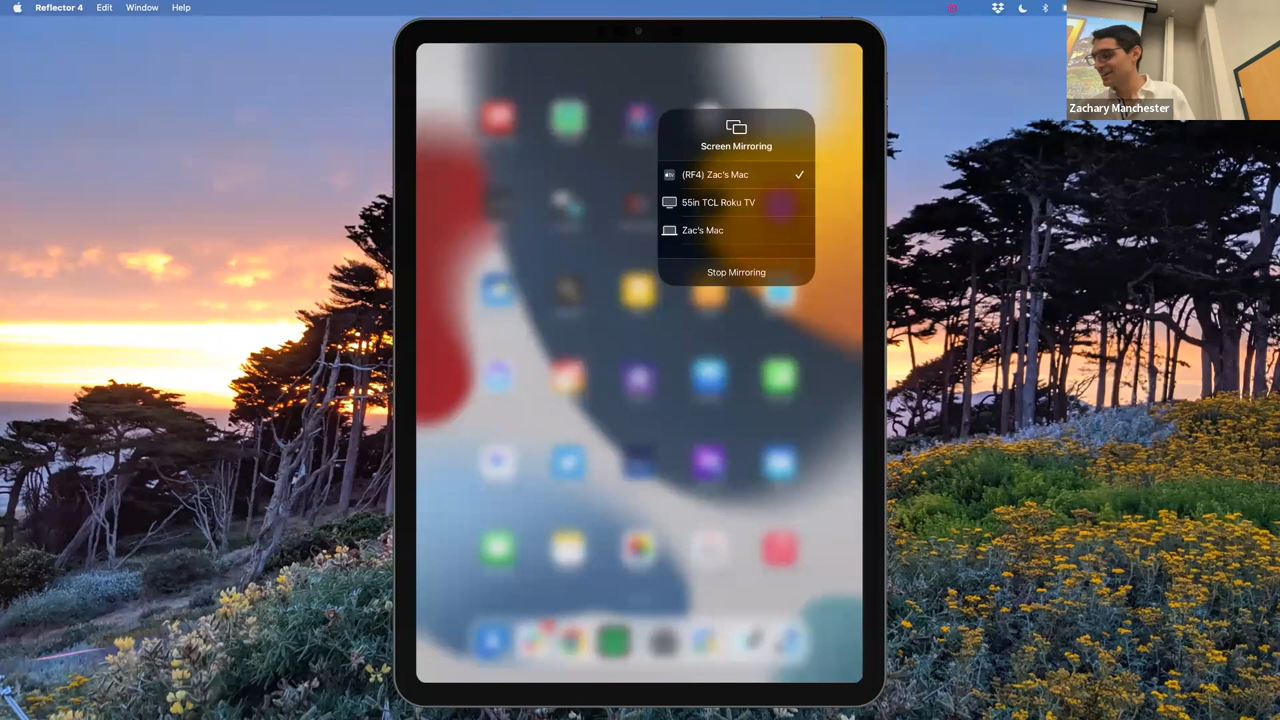 Reflector 4 Edit Window Help
Zachary Manchester
Screen Mirroring
(RF4) Zac's Mac
55in TCL Roku TV
Zac's Mac
Stop Mirroring